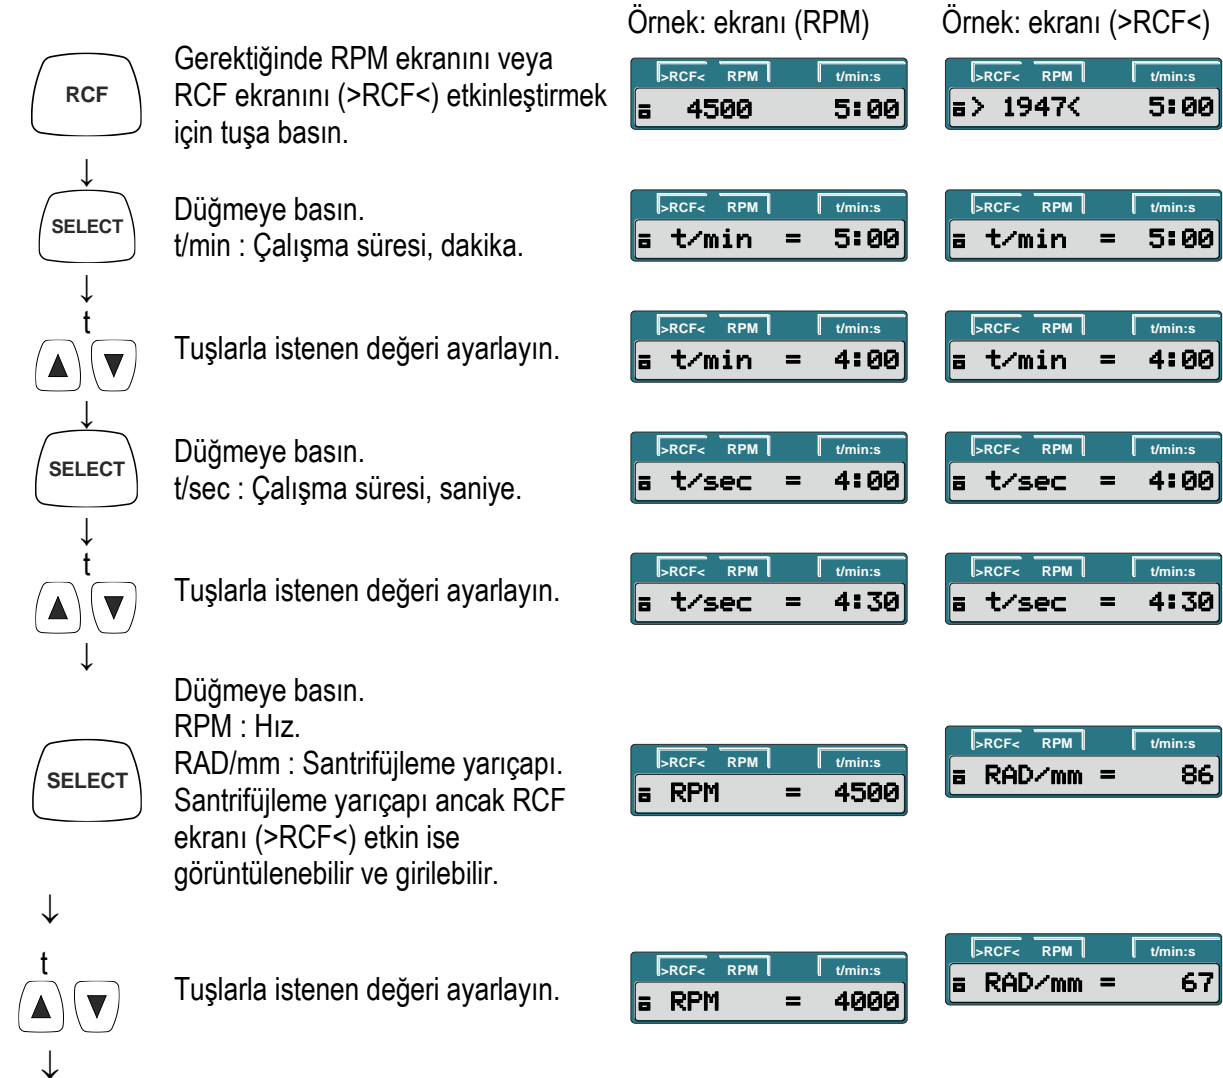 Örnek: ekranı (RPM) Örnek: ekranı (>RCF<)
RCF
Gerektiğinde RPM ekranını veya
RCF ekranını (>RCF<) etkinleştirmek
için tuşa basın.
>RCF< RPM t/min:s
4500 5:00
>RCF< RPM t/min:s
> 1947< 5:00
↓
SELECT
Düğmeye basın.
t/min : Çalışma süresi, dakika.
>RCF< RPM t/min:s
t/min = 5:00
>RCF< RPM t/min:s
t/min = 5:00
↓
t
▲ ▼
Tuşlarla istenen değeri ayarlayın.
>RCF< RPM t/min:s
t/min = 4:00
>RCF< RPM t/min:s
t/min = 4:00
↓
SELECT
Düğmeye basın.
t/sec : Çalışma süresi, saniye.
>RCF< RPM t/min:s
t/sec = 4:00
>RCF< RPM t/min:s
t/sec = 4:00
↓
t
▲ ▼
Tuşlarla istenen değeri ayarlayın.
>RCF< RPM t/min:s
t/sec = 4:30
>RCF< RPM t/min:s
t/sec = 4:30
↓
SELECT
Düğmeye basın.
RPM : Hız.
RAD/mm : Santrifüjleme yarıçapı.
Santrifüjleme yarıçapı ancak RCF
ekranı (>RCF<) etkin ise
görüntülenebilir ve girilebilir.
>RCF< RPM t/min:s
RPM = 4500
>RCF< RPM t/min:s
RAD/mm = 86
↓
t
▲ ▼
Tuşlarla istenen değeri ayarlayın.
>RCF< RPM t/min:s
RPM = 4000
>RCF< RPM t/min:s
RAD/mm = 67
↓